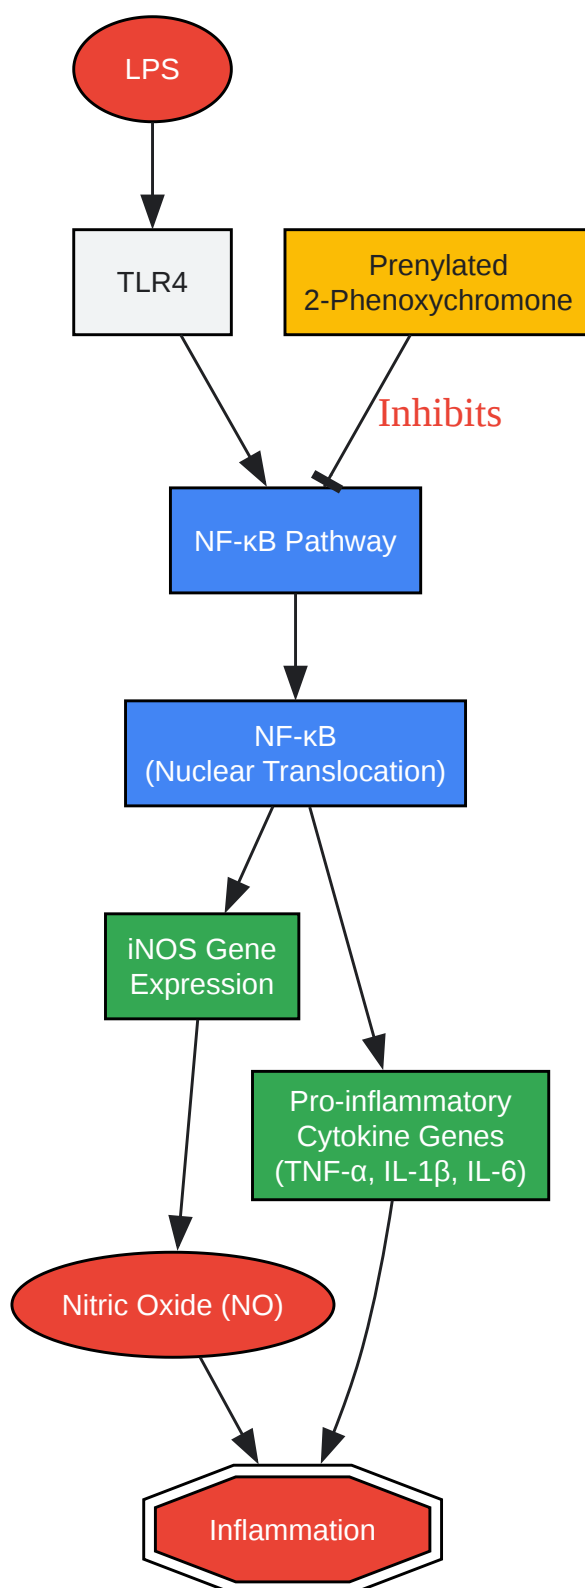 LPS
TLR4
Prenylated
2-Phenoxychromone
Inhibits
NF-κB Pathway
NF-κB
(Nuclear Translocation)
iNOS Gene
Expression
Pro-inflammatory
Cytokine Genes
(TNF-α, IL-1β, IL-6)
Nitric Oxide (NO)
Inflammation